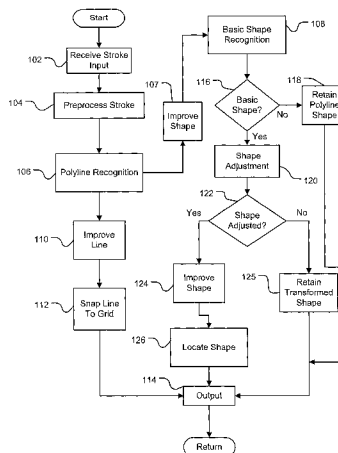 Start
102
Receive Stroke
Input
104
Preprocess Stroke
106
Polyline Recognition
107
Improve
Shape
108
Basic Shape
Recognition
116
Basic
Shape?
No
Yes
118
Retain
Polyline
Shape
Shape
Adjustment
120
122
Shape
Adjusted?
Yes
No
110
Improve
Line
112
Snap Line
To Grid
124
Improve
Shape
125
Retain
Transformed
Shape
126
Locate Shape
114
Output
Return